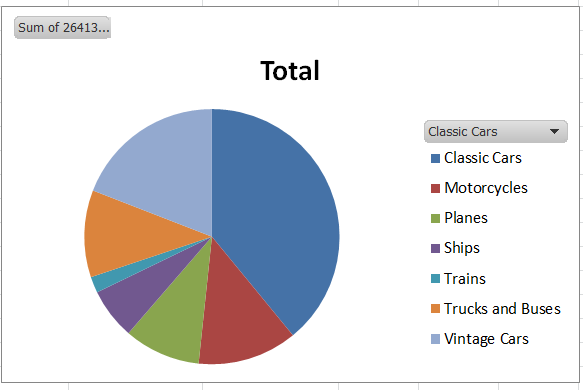 Sum of 26413...
Total
Classic Cars
Classic Cars
Motorcycles
Planes
Ships
Trains
Trucks and Buses
Vintage Cars